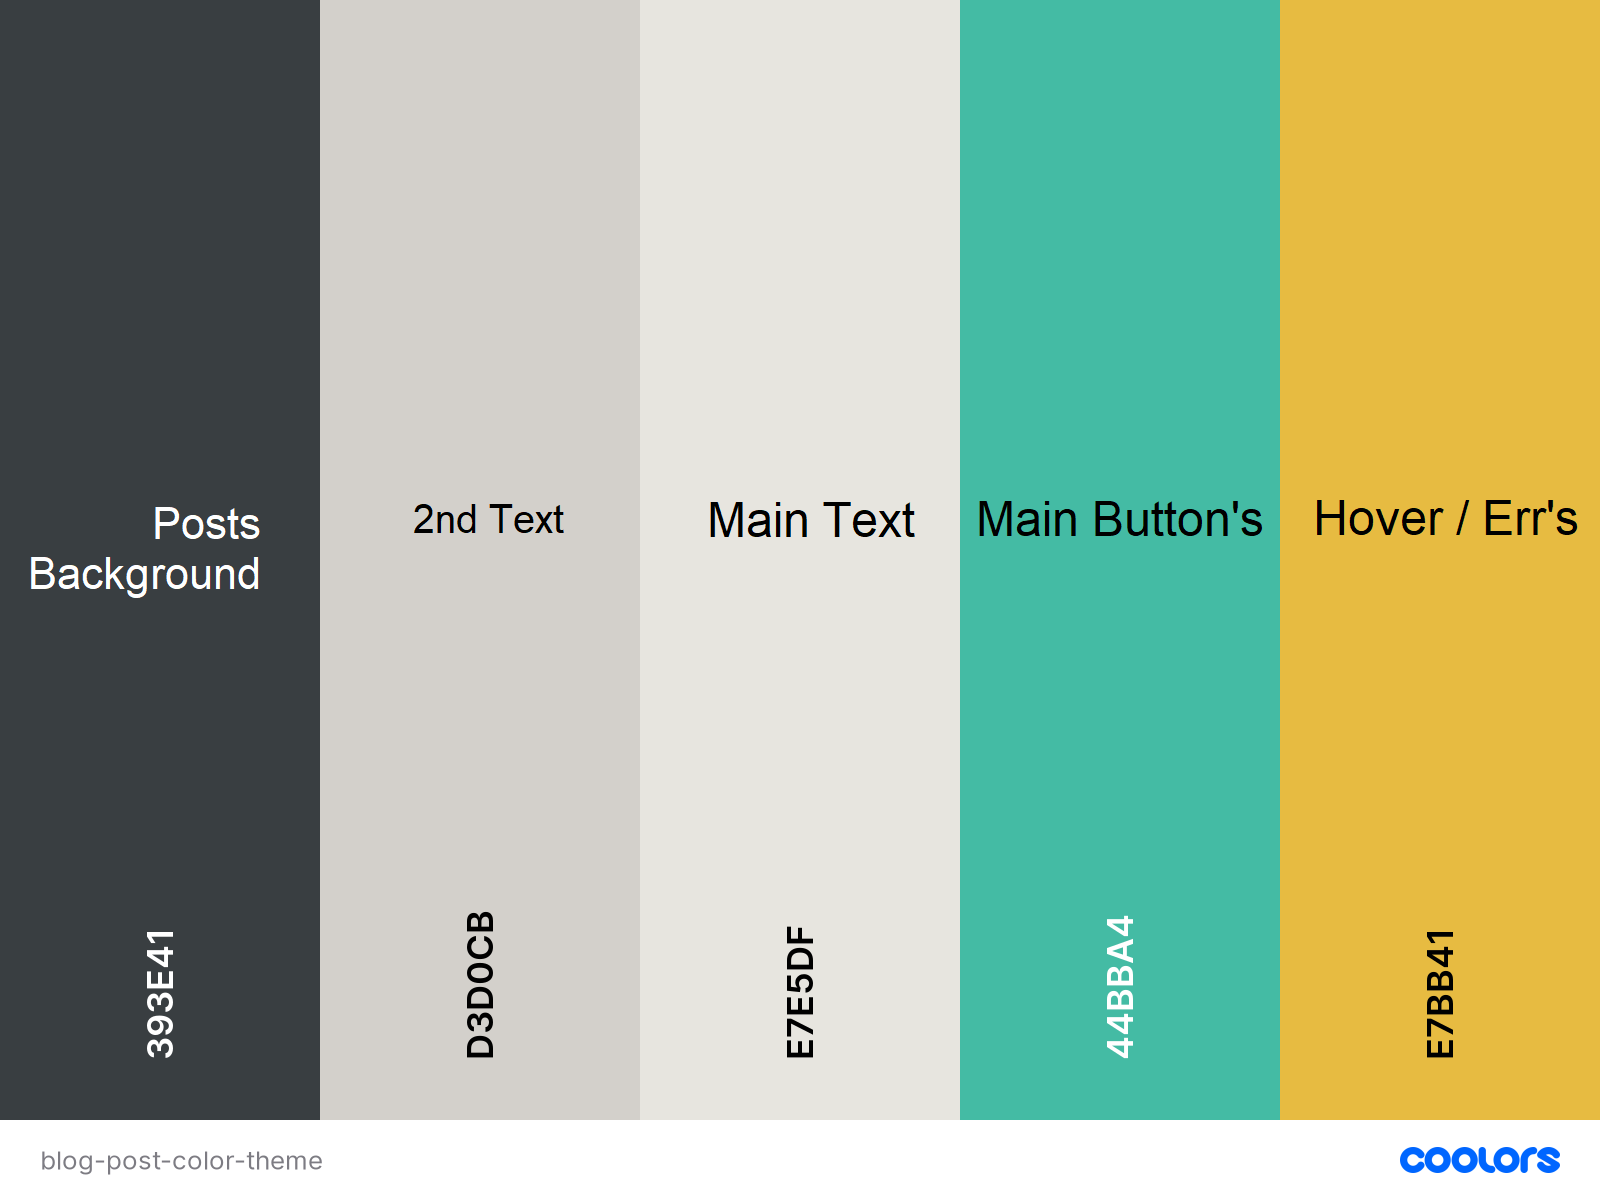 Posts
Background
2nd Text
Main Text
Main Button's
Hover / Err's
393E41
D3D0CB
E7E5DF
44BBA4
E7BB41
blog-post-color-theme
coolors